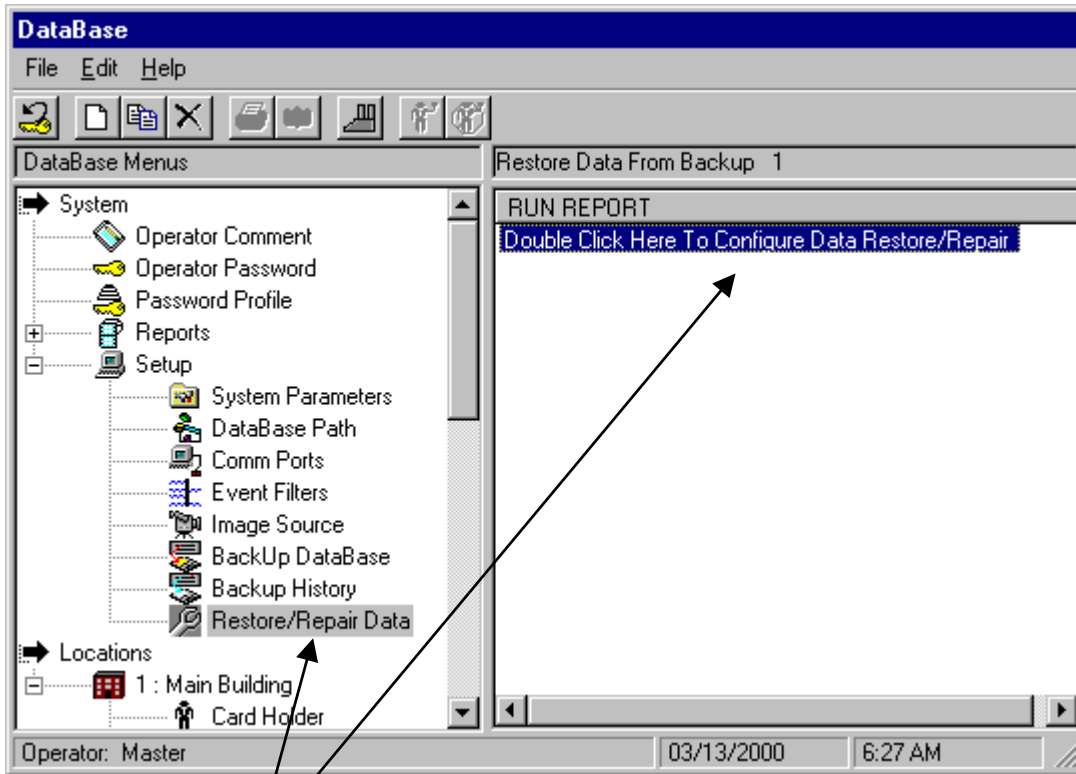 DataBase
File Edit Help
DataBase Menus
Restore Data From Backup 1
System
Operator Comment
Operator Password
Password Profile
Reports
Setup
System Parameters
DataBase Path
Comm Ports
Event Filters
Image Source
BackUp DataBase
Backup History
Restore/Repair Data
Locations
1 : Main Building
Card Holder
RUN REPORT
Double Click Here To Configure Data Restore/Repair
Operator: Master
03/13/2000
6:27 AM